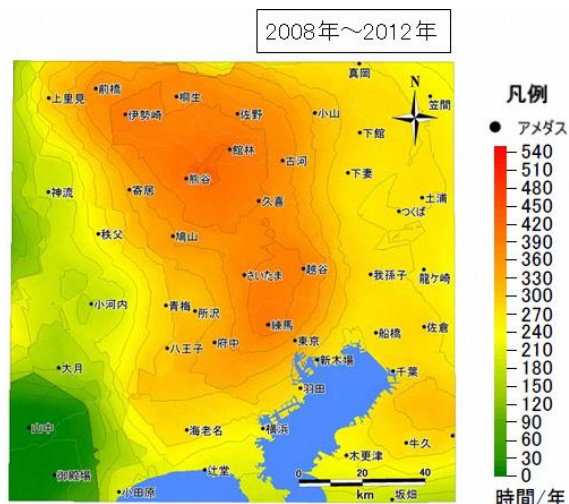 2008年～2012年
真岡
前橋
上里見
桐生
笠間
N
伊勢崎
佐野
小山
下館
館林
古河
熊谷
下妻
寄居
神流
久喜
土浦
つくば
秩父
鳩山
さいたま
越谷
我孫子
龍ケ崎
小河内
青梅
所沢
練馬
船橋
佐倉
府中
東京
八王子
新木場
大月
千葉
羽田
山中
海老名
横浜
牛久
木更津
辻堂
御殿場
小田原
坂畑
0 20 40
km
凡例
アメダス
540
510
480
450
420
390
360
330
300
270
240
210
180
150
120
90
60
30
0
時間/年